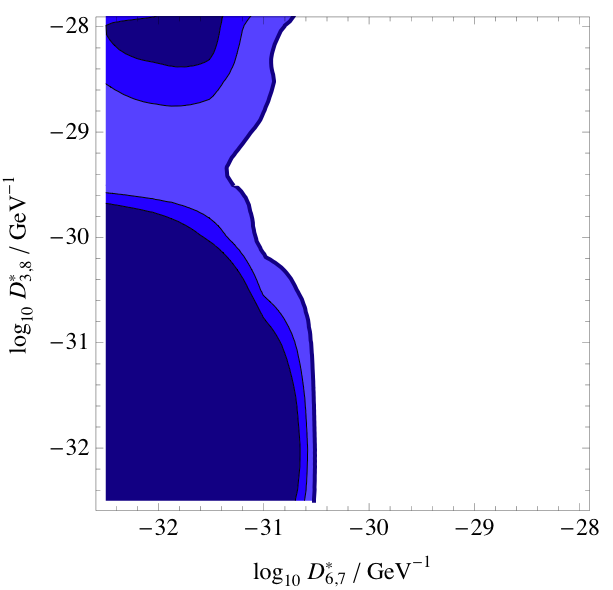 −28
−29
−30
−31
−32
log₁₀ D*₃,₈ / GeV⁻¹
−32 −31 −30 −29 −28
log₁₀ D*₆,₇ / GeV⁻¹